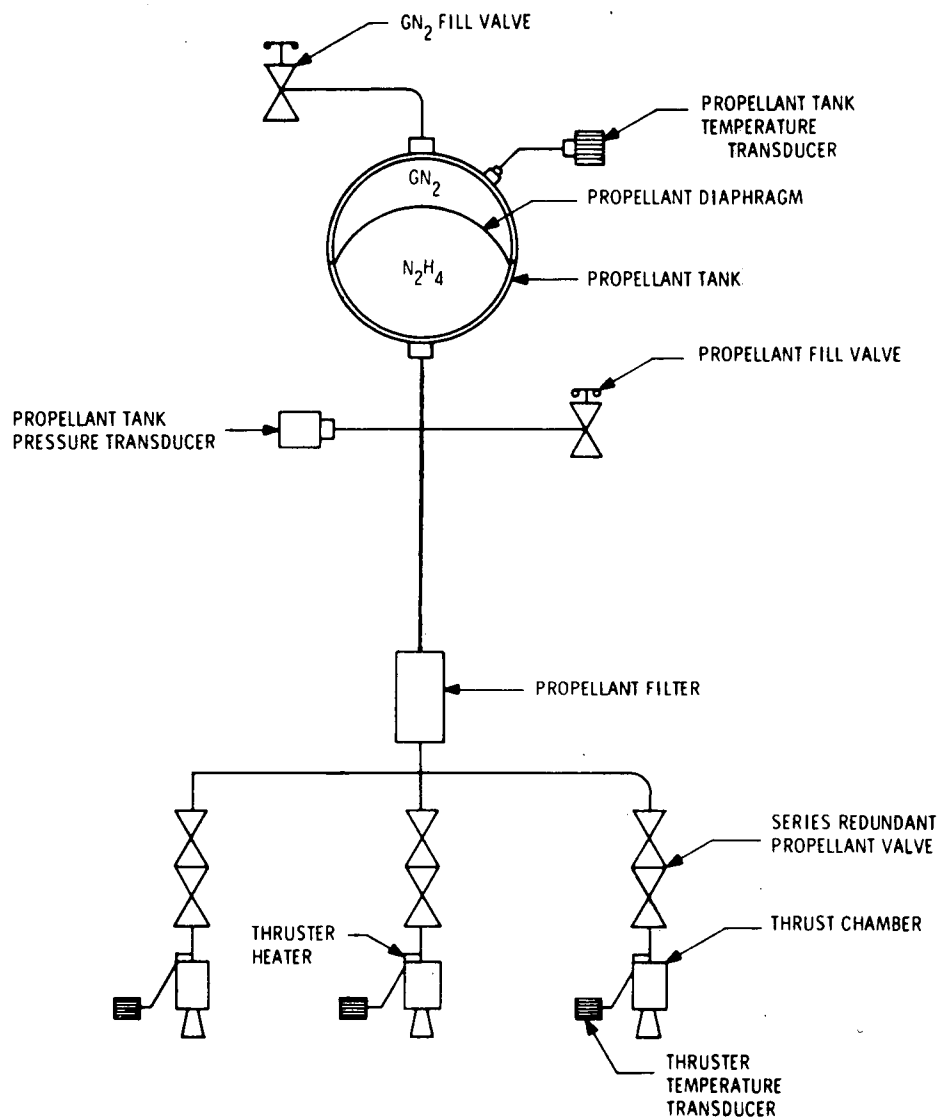 GN₂ FILL VALVE
PROPELLANT TANK
TEMPERATURE
TRANSDUCER
GN₂
PROPELLANT DIAPHRAGM
N₂H₄
PROPELLANT TANK
PROPELLANT FILL VALVE
PROPELLANT TANK
PRESSURE TRANSDUCER
PROPELLANT FILTER
SERIES REDUNDANT
PROPELLANT VALVE
THRUSTER
HEATER
THRUST CHAMBER
THRUSTER
TEMPERATURE
TRANSDUCER